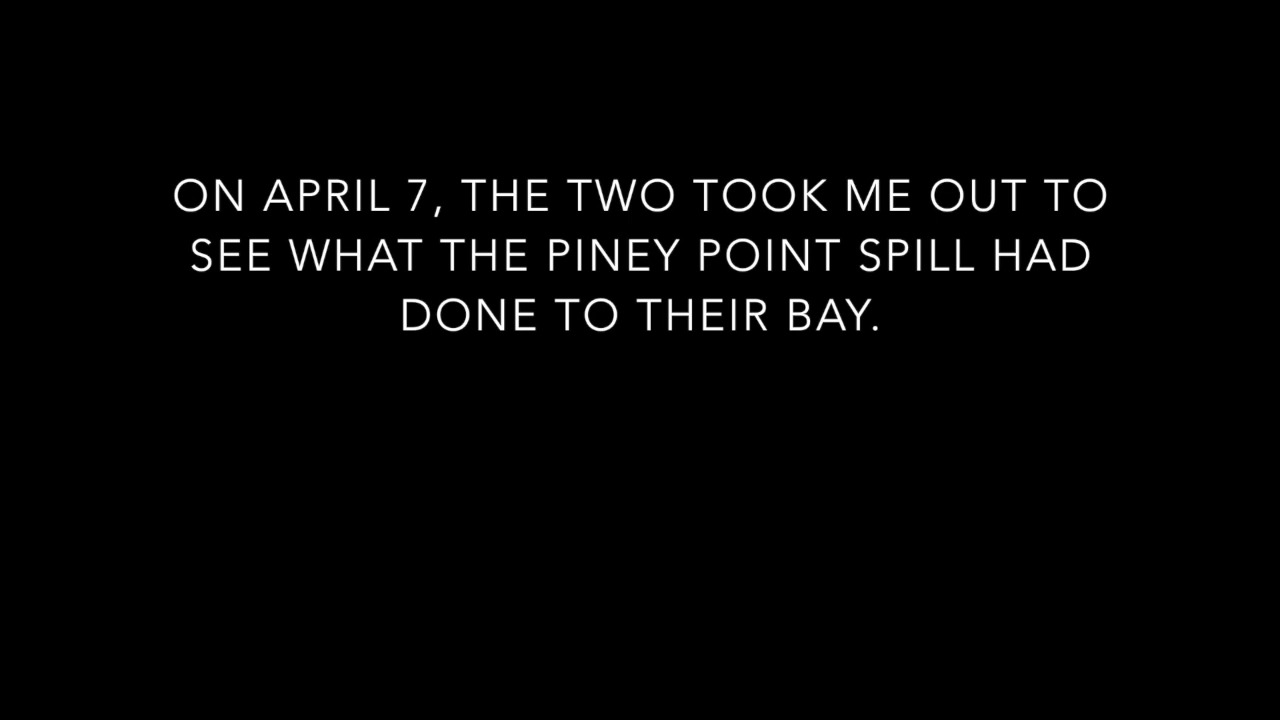 ON APRIL 7, THE TWO TOOK ME OUT TO
SEE WHAT THE PINEY POINT SPILL HAD
DONE TO THEIR BAY.